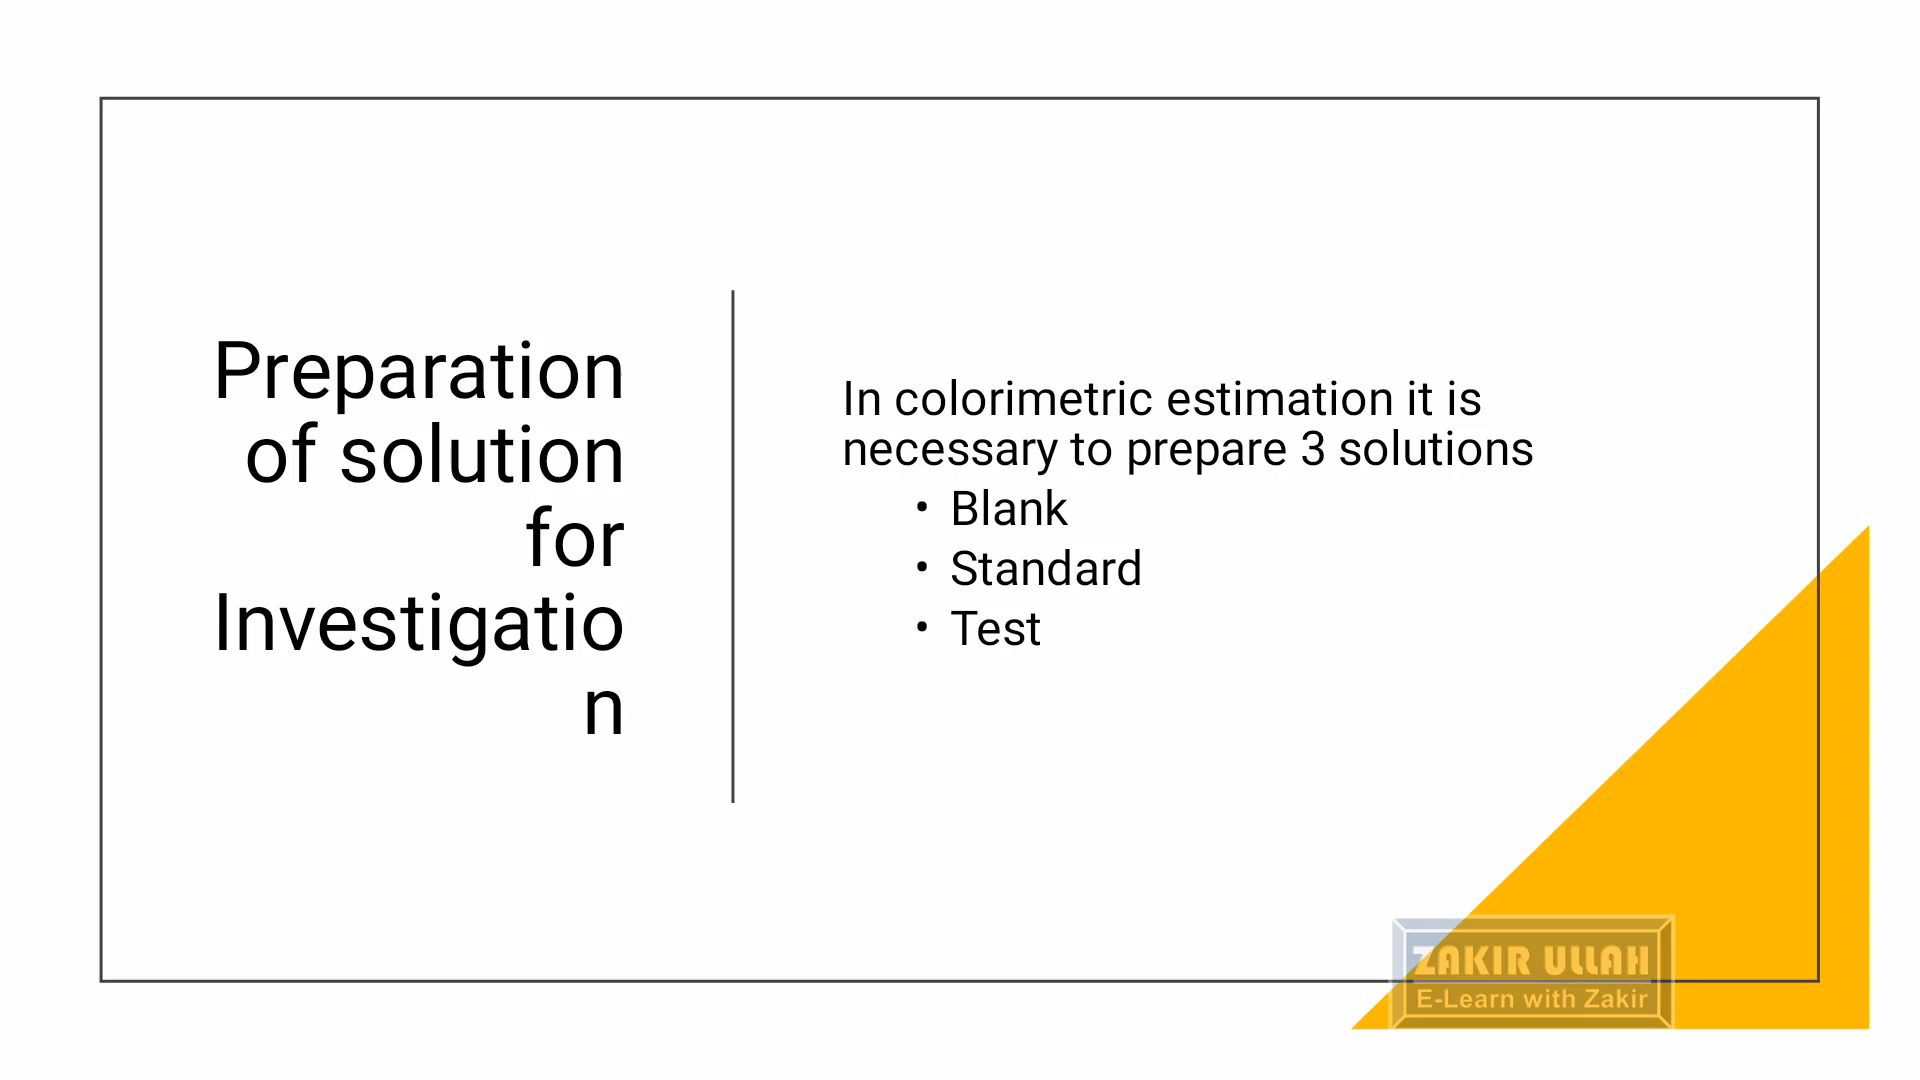 Preparation
of solution
for
Investigatio
n
In colorimetric estimation it is
necessary to prepare 3 solutions
• Blank
• Standard
• Test
ZAKIR ULLAH
E-Learn with Zakir